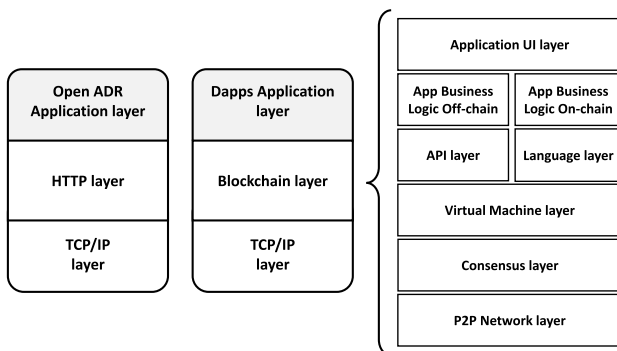 Open ADR
Application layer
HTTP layer
TCP/IP
layer
Dapps Application
layer
Blockchain layer
TCP/IP
layer
Application UI layer
App Business
Logic Off-chain
App Business
Logic On-chain
API layer
Language layer
Virtual Machine layer
Consensus layer
P2P Network layer